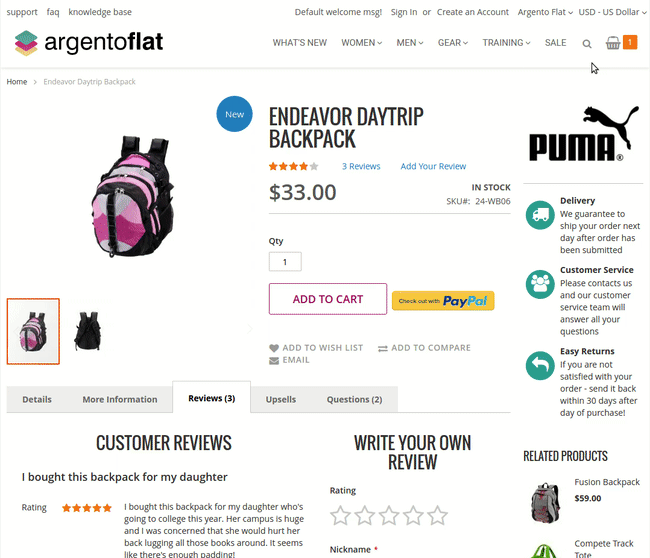 support faq knowledge base
Default welcome msg! Sign In or Create an Account Argento Flat USD - US Dollar
argentoflat
WHAT'S NEW WOMEN MEN GEAR TRAINING SALE 1
Home > Endeavor Daytrip Backpack
New
ENDEAVOR DAYTRIP
BACKPACK
3 Reviews Add Your Review
$33.00
IN STOCK
SKU#: 24-WB06
Qty
1
ADD TO CART
Check out with PayPal
ADD TO WISH LIST ADD TO COMPARE
EMAIL
PUMA®
Delivery
We guarantee to
ship your order next
day after order has
been submitted
Customer Service
Please contacts us
and our customer
service team will
answer all your
questions
Easy Returns
If you are not
satisfied with your
order - send it back
within 30 days after
day of purchase!
RELATED PRODUCTS
Fusion Backpack
$59.00
Compete Track
Tote
Details More Information Reviews (3) Upsells Questions (2)
CUSTOMER REVIEWS
I bought this backpack for my daughter
Rating
I bought this backpack for my daughter who's
going to college this year. Her campus is huge
and I was concerned that she would hurt her
back lugging all those books around. It seems
like there's enough padding!
WRITE YOUR OWN
REVIEW
Rating
Nickname *